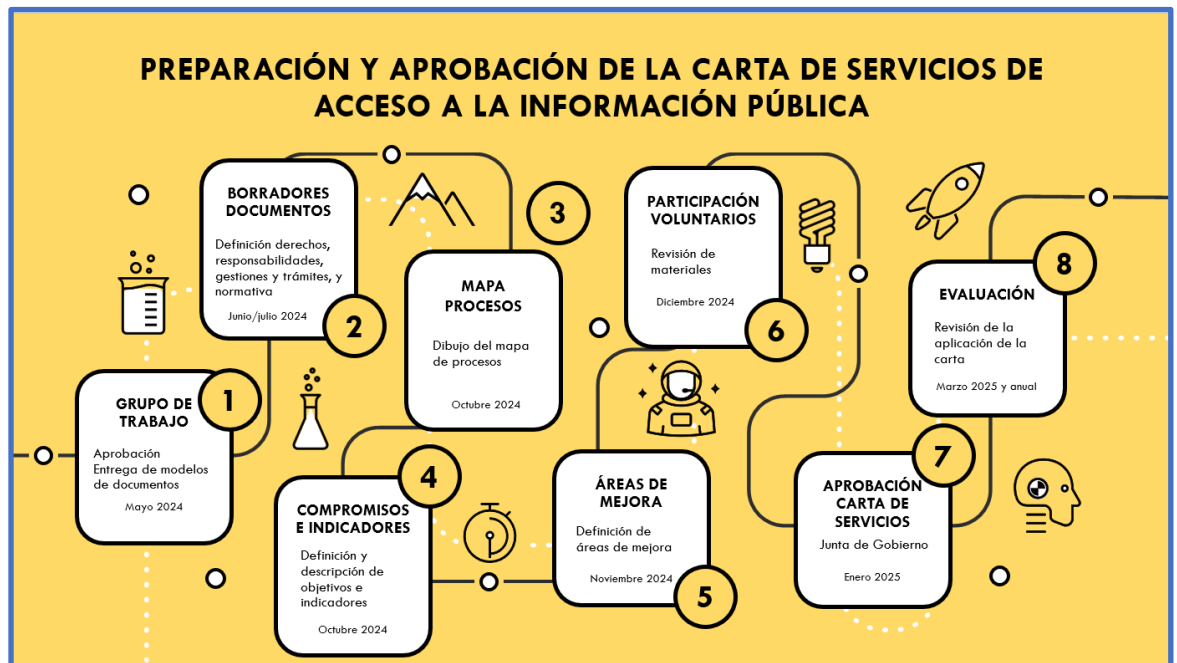 PREPARACIÓN Y APROBACIÓN DE LA CARTA DE SERVICIOS DE
ACCESO A LA INFORMACIÓN PÚBLICA
1
GRUPO DE
TRABAJO
Aprobación
Entrega de modelos
de documentos
Mayo 2024
BORRADORES
DOCUMENTOS
Definición derechos,
responsabilidades,
gestiones y trámites, y
normativa
Junio/julio 2024
2
3
MAPA
PROCESOS
Dibujo del mapa
de procesos
Octubre 2024
4
COMPROMISOS
E INDICADORES
Definición y
descripción de
objetivos e
indicadores
Octubre 2024
ÁREAS DE
MEJORA
Definición de
áreas de mejora
Noviembre 2024
5
PARTICIPACIÓN
VOLUNTARIOS
Revisión de
materiales
Diciembre 2024
6
7
APROBACIÓN
CARTA DE
SERVICIOS
Junta de Gobierno
Enero 2025
8
EVALUACIÓN
Revisión de la
aplicación de la
carta
Marzo 2025 y anual